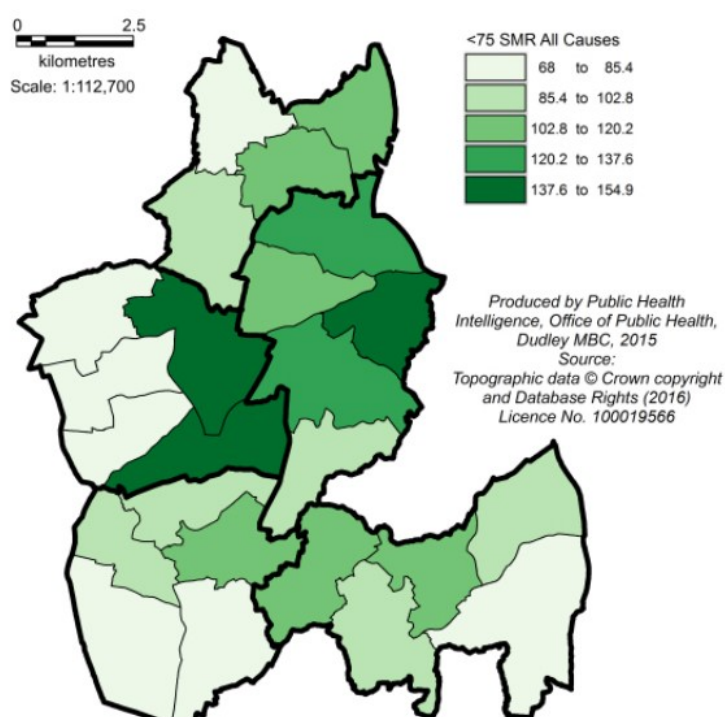 0 2.5
kilometres
Scale: 1:112,700
<75 SMR All Causes
68 to 85.4
85.4 to 102.8
102.8 to 120.2
120.2 to 137.6
137.6 to 154.9
Produced by Public Health
Intelligence, Office of Public Health,
Dudley MBC, 2015
Source:
Topographic data © Crown copyright
and Database Rights (2016)
Licence No. 100019566